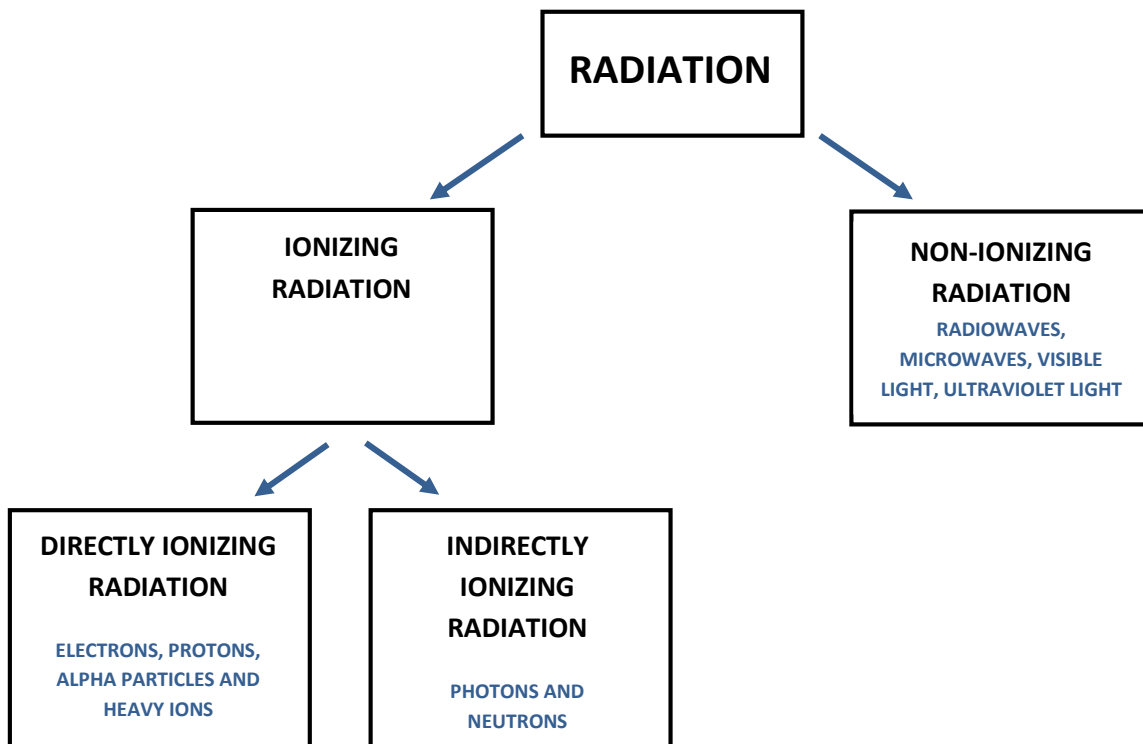 RADIATION
IONIZING
RADIATION
NON-IONIZING
RADIATION
RADIOWAVES,
MICROWAVES, VISIBLE
LIGHT, ULTRAVIOLET LIGHT
DIRECTLY IONIZING
RADIATION
ELECTRONS, PROTONS,
ALPHA PARTICLES AND
HEAVY IONS
INDIRECTLY
IONIZING
RADIATION
PHOTONS AND
NEUTRONS